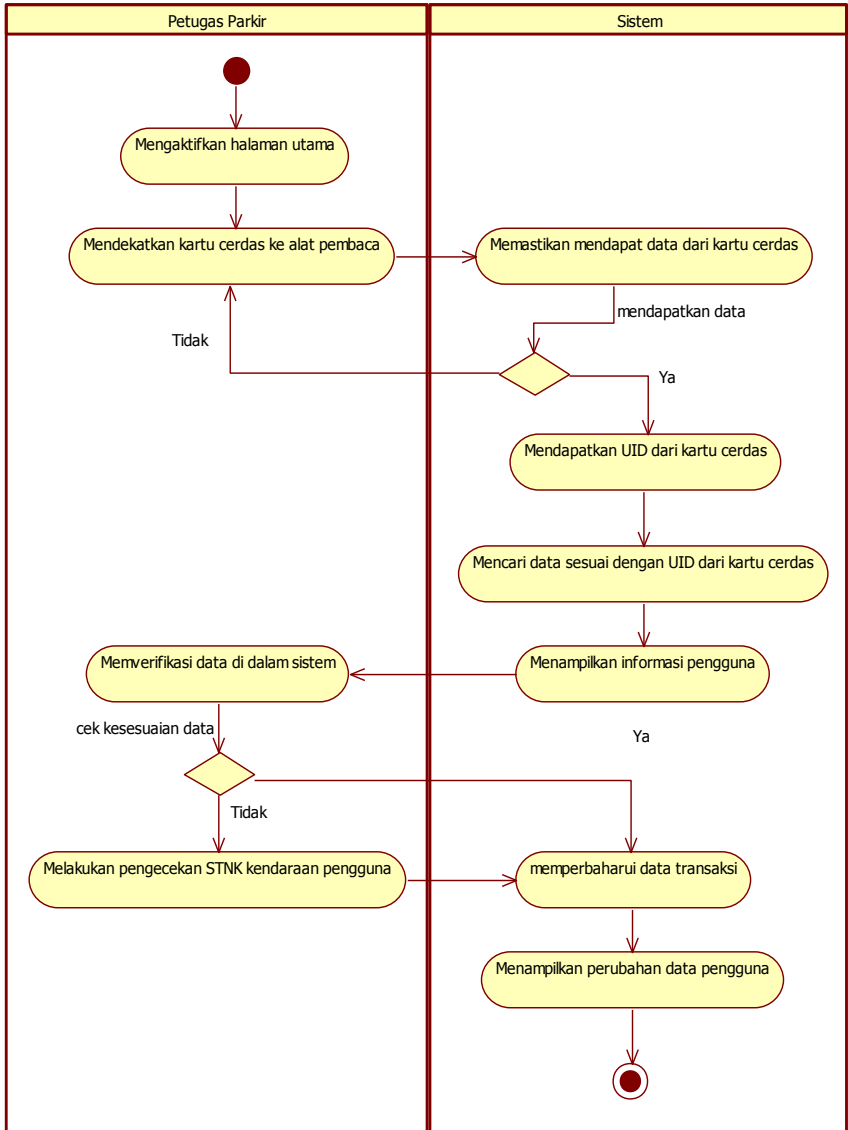 Petugas Parkir
Sistem
Mengaktifkan halaman utama
Mendekatkan kartu cerdas ke alat pembaca
Memastikan mendapat data dari kartu cerdas
mendapatkan data
Tidak
Ya
Mendapatkan UID dari kartu cerdas
Mencari data sesuai dengan UID dari kartu cerdas
Memverifikasi data di dalam sistem
Menampilkan informasi pengguna
cek kesesuaian data
Ya
Tidak
Melakukan pengecekan STNK kendaraan pengguna
memperbaharui data transaksi
Menampilkan perubahan data pengguna